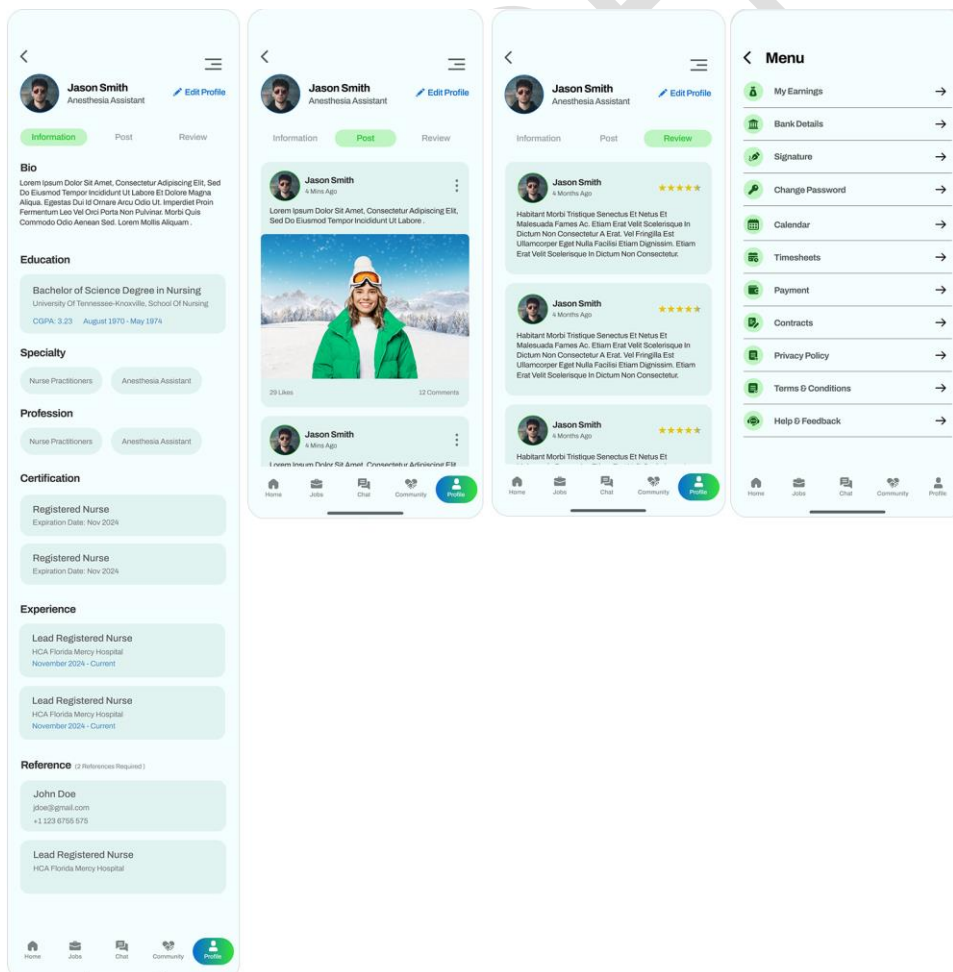 Jason Smith
Anesthesia Assistant
Edit Profile
Information Post Review
Bio
Lorem Ipsum Dolor Sit Amet, Consectetur Adipiscing Elit, Sed
Do Eiusmod Tempor Incididunt Ut Labore Et Dolore Magna
Aliqua. Egestas Dui Id Ornare Arcu Odio Ut. Imperdiet Proin
Fermentum Leo Vel Orci Porta Non Pulvinar. Morbi Quis
Commodo Odio Aenean Sed. Lorem Mollis Aliquam .
Education
Bachelor of Science Degree in Nursing
University Of Tennessee-Knoxville, School Of Nursing
CGPA: 3.23 August 1970 - May 1974
Specialty
Nurse Practitioners Anesthesia Assistant
Profession
Nurse Practitioners Anesthesia Assistant
Certification
Registered Nurse
Expiration Date: Nov 2024
Registered Nurse
Expiration Date: Nov 2024
Experience
Lead Registered Nurse
HCA Florida Mercy Hospital
November 2024 - Current
Lead Registered Nurse
HCA Florida Mercy Hospital
November 2024 - Current
Reference (2 References Required )
John Doe
jdoe@gmail.com
+1 123 6755 575
Lead Registered Nurse
HCA Florida Mercy Hospital
Home Jobs Chat Community Profile
Jason Smith
Anesthesia Assistant
Edit Profile
Information Post Review
Jason Smith
4 Mins Ago
Lorem Ipsum Dolor Sit Amet, Consectetur Adipiscing Elit,
Sed Do Eiusmod Tempor Incididunt Ut Labore .
29 Likes 12 Comments
Jason Smith
4 Mins Ago
Lorem Ipsum Dolor Sit Amet, Consectetur Adipiscing Elit,
Home Jobs Chat Community Profile
Jason Smith
Anesthesia Assistant
Edit Profile
Information Post Review
Jason Smith
4 Months Ago
Habitant Morbi Tristique Senectus Et Netus Et
Malesuada Fames Ac. Etiam Erat Velit Scelerisque In
Dictum Non Consectetur A Erat. Vel Fringilla Est
Ullamcorper Eget Nulla Facilisi Etiam Dignissim. Etiam
Erat Velit Scelerisque In Dictum Non Consectetur.
Jason Smith
4 Months Ago
Habitant Morbi Tristique Senectus Et Netus Et
Malesuada Fames Ac. Etiam Erat Velit Scelerisque In
Dictum Non Consectetur A Erat. Vel Fringilla Est
Ullamcorper Eget Nulla Facilisi Etiam Dignissim. Etiam
Erat Velit Scelerisque In Dictum Non Consectetur.
Jason Smith
4 Months Ago
Habitant Morbi Tristique Senectus Et Netus Et
Home Jobs Chat Community Profile
Menu
My Earnings
Bank Details
Signature
Change Password
Calendar
Timesheets
Payment
Contracts
Privacy Policy
Terms & Conditions
Help & Feedback
Home Jobs Chat Community Profile